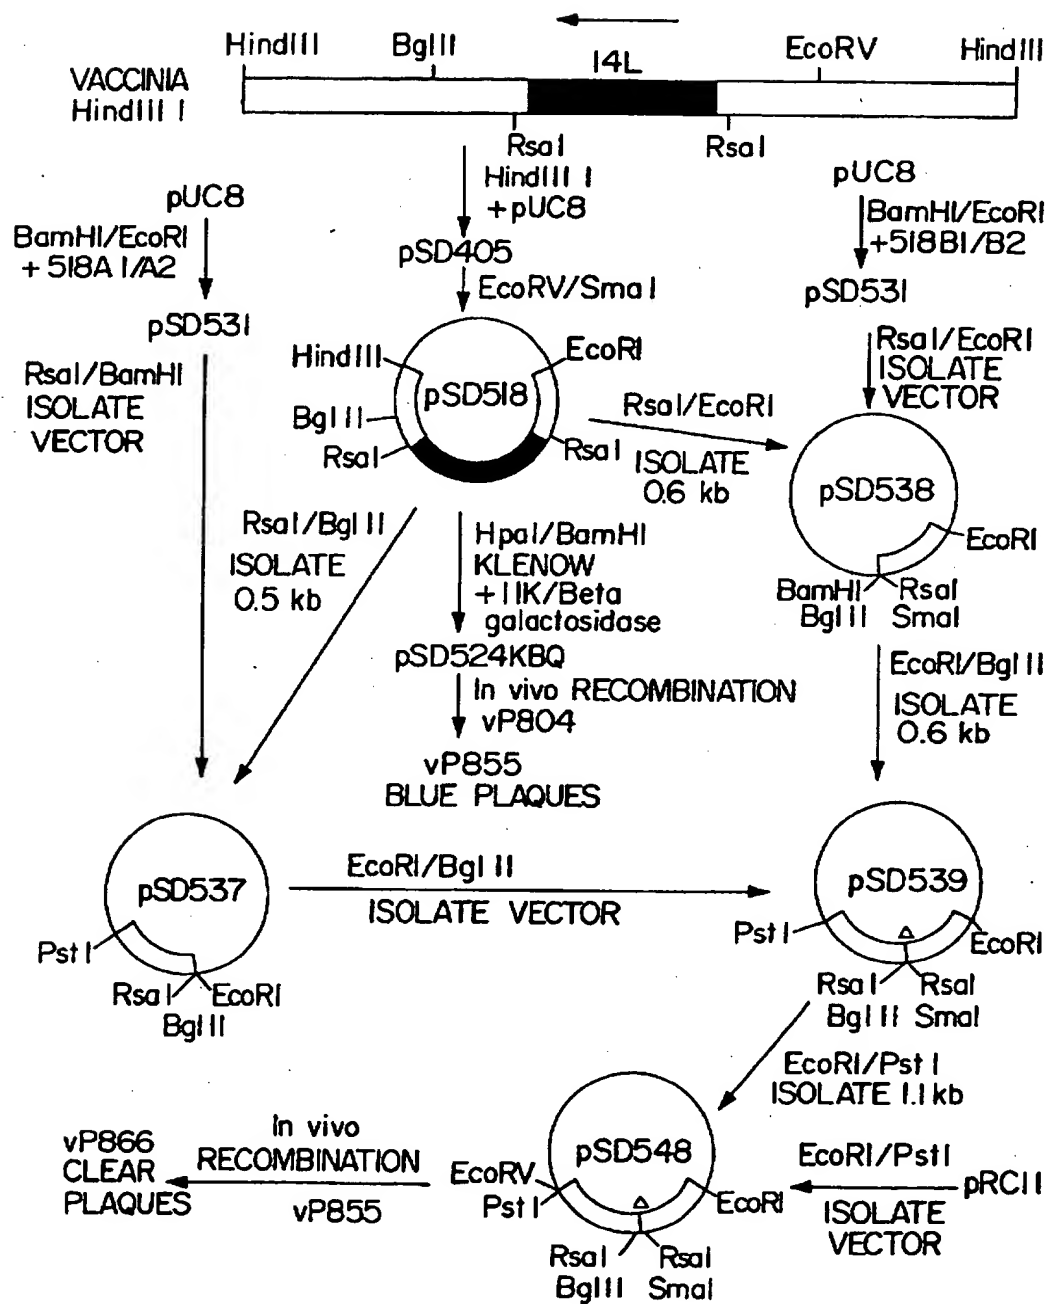 HindIII BglII I4L EcoRV HindIII
VACCINIA
HindIII I
RsaI RsaI
pUC8
BamHI/EcoRI
+ 518A1/A2
pSD531
RsaI/BamHI
ISOLATE
VECTOR
HindIII I
+pUC8
pSD405
EcoRV/SmaI
HindIII
EcoRI
pSD518
BglII
RsaI
RsaI
pUC8
BamHI/EcoRI
+518B1/B2
pSD531
RsaI/EcoRI
ISOLATE
VECTOR
RsaI/EcoRI
ISOLATE
0.6 kb
pSD538
EcoRI
BamHI RsaI
BglII SmaI
RsaI/BglII
ISOLATE
0.5 kb
HpaI/BamHI
KLENOW
+I1K/Beta
galactosidase
pSD524KBQ
In vivo RECOMBINATION
vP804
vP855
BLUE PLAQUES
EcoRI/BglII
ISOLATE
0.6 kb
pSD537
PstI
RsaI EcoRI
BglII
EcoRI/BglII
ISOLATE VECTOR
pSD539
PstI
Δ
EcoRI
RsaI RsaI
BglII SmaI
EcoRI/PstI
ISOLATE 1.1kb
vP866
CLEAR
PLAQUES
In vivo
RECOMBINATION
vP855
pSD548
EcoRV
PstI
Δ
EcoRI
RsaI RsaI
BglII SmaI
EcoRI/PstI
ISOLATE
VECTOR
pRC11